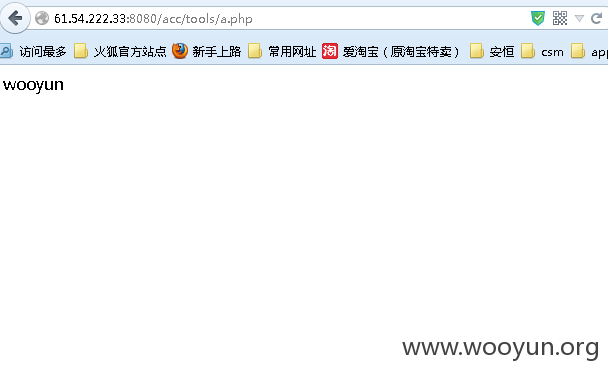 61.54.222.33:8080/acc/tools/a.php
访问最多 火狐官方站点 新手上路 常用网址 淘 爱淘宝（原淘宝特卖） 安恒 csm app
wooyun
www.wooyun.org